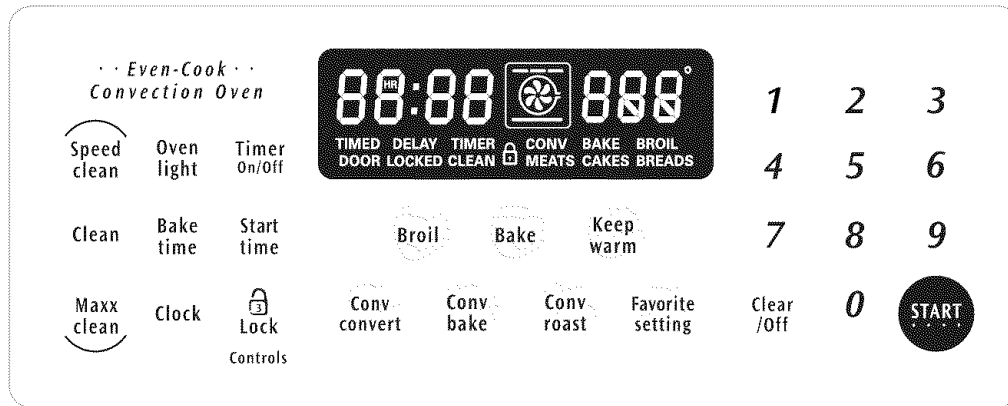 · · Even-Cook · ·
Convection Oven
Speed
clean
Oven
light
Timer
On/Off
Clean
Bake
time
Start
time
Maxx
clean
Clock
3
Lock
Controls
88:88
HR
888°
TIMED DELAY TIMER CONV BAKE BROIL
DOOR LOCKED CLEAN MEATS CAKES BREADS
Broil
Bake
Keep
warm
Conv
convert
Conv
bake
Conv
roast
Favorite
setting
1 2 3
4 5 6
7 8 9
Clear
/Off
0
START